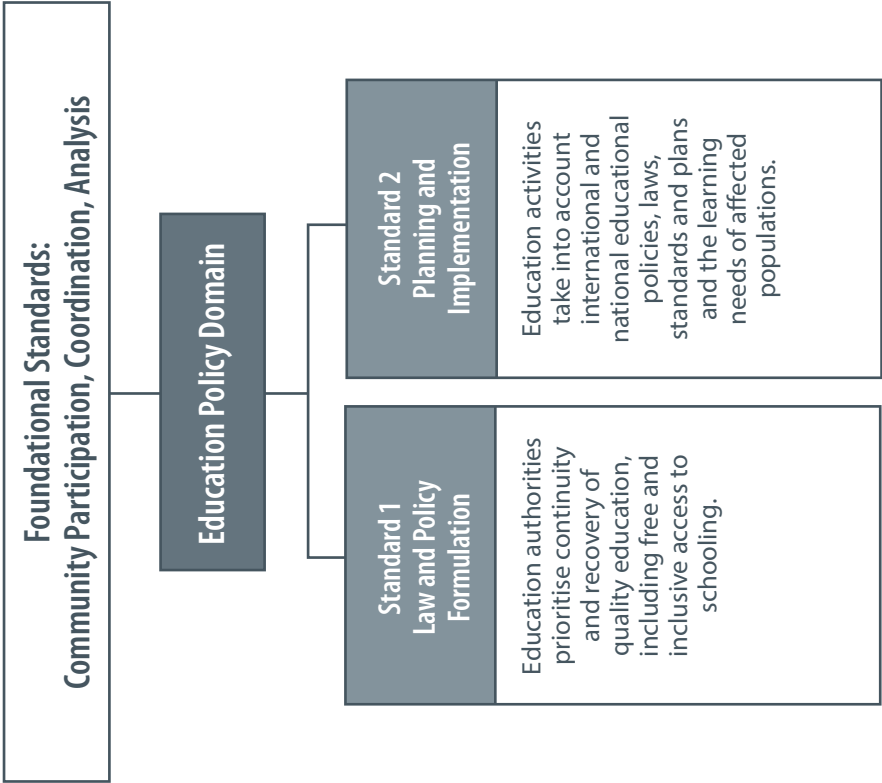 Foundational Standards:
Community Participation, Coordination, Analysis
Education Policy Domain
Standard 1
Law and Policy
Formulation
Education authorities
prioritise continuity
and recovery of
quality education,
including free and
inclusive access to
schooling.
Standard 2
Planning and
Implementation
Education activities
take into account
international and
national educational
policies, laws,
standards and plans
and the learning
needs of affected
populations.